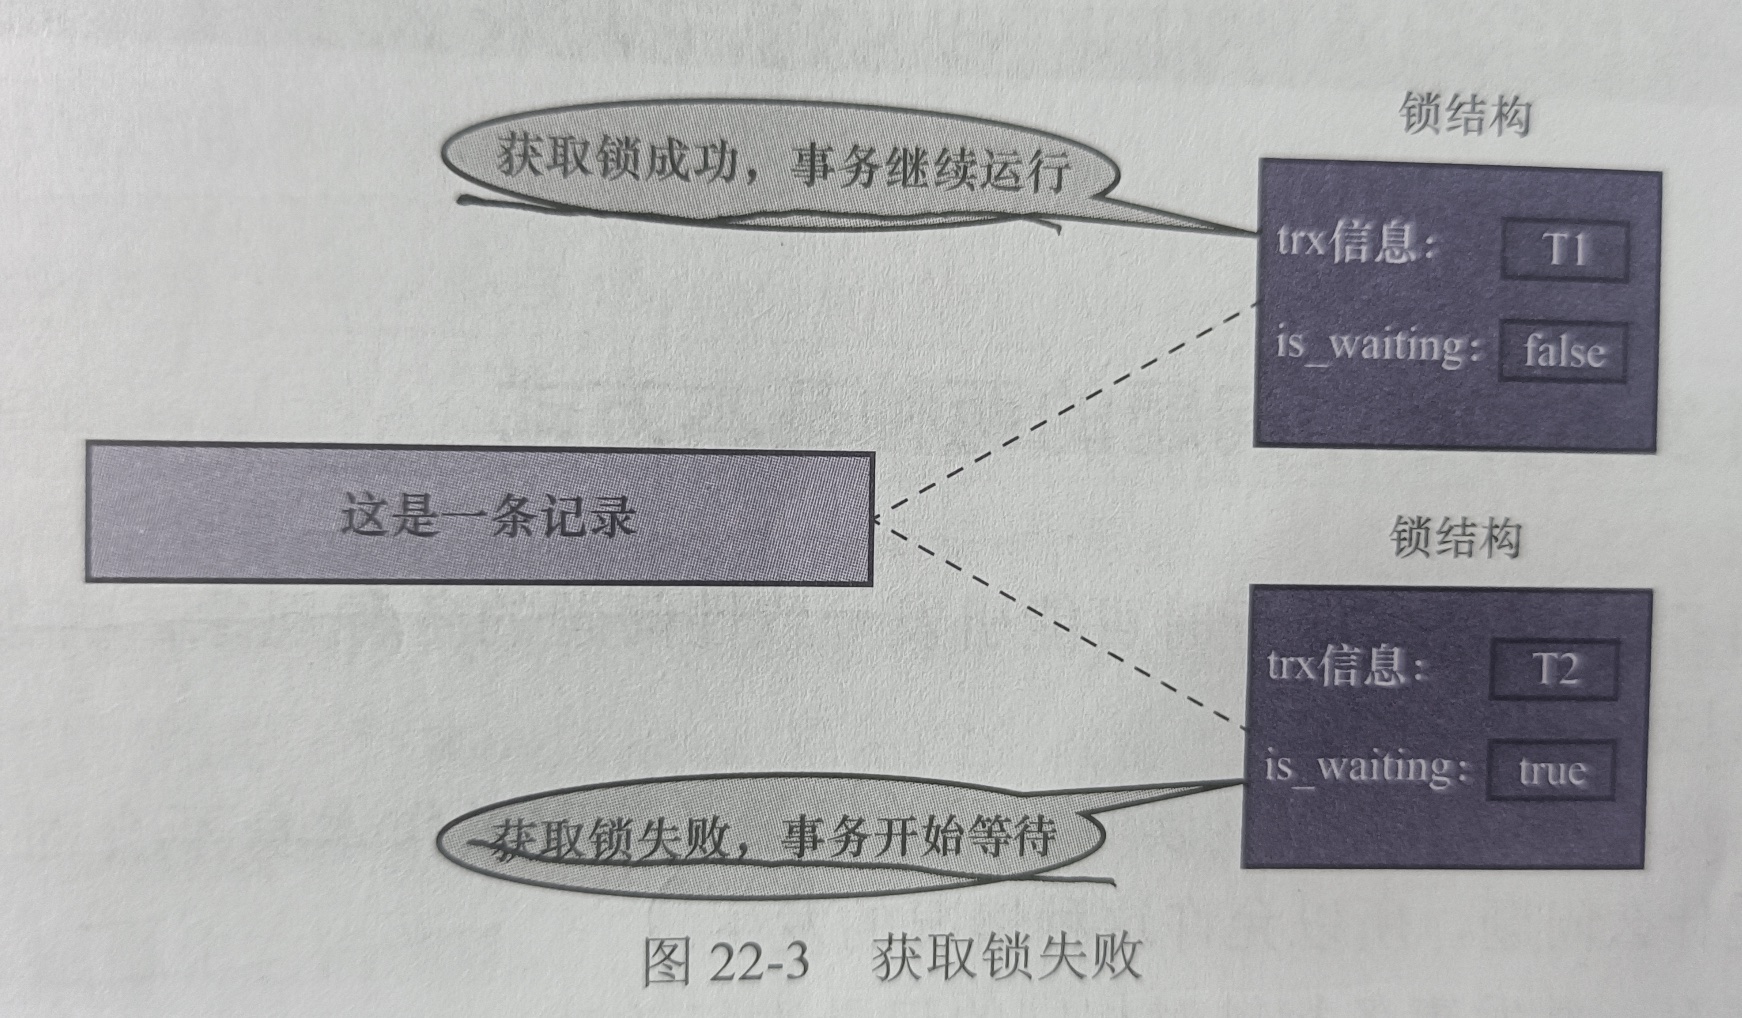 锁结构
获取锁成功，事务继续运行
trx信息： T1
is_waiting： false
这是一条记录
锁结构
trx信息： T2
is_waiting： true
获取锁失败，事务开始等待
图 22-3 获取锁失败